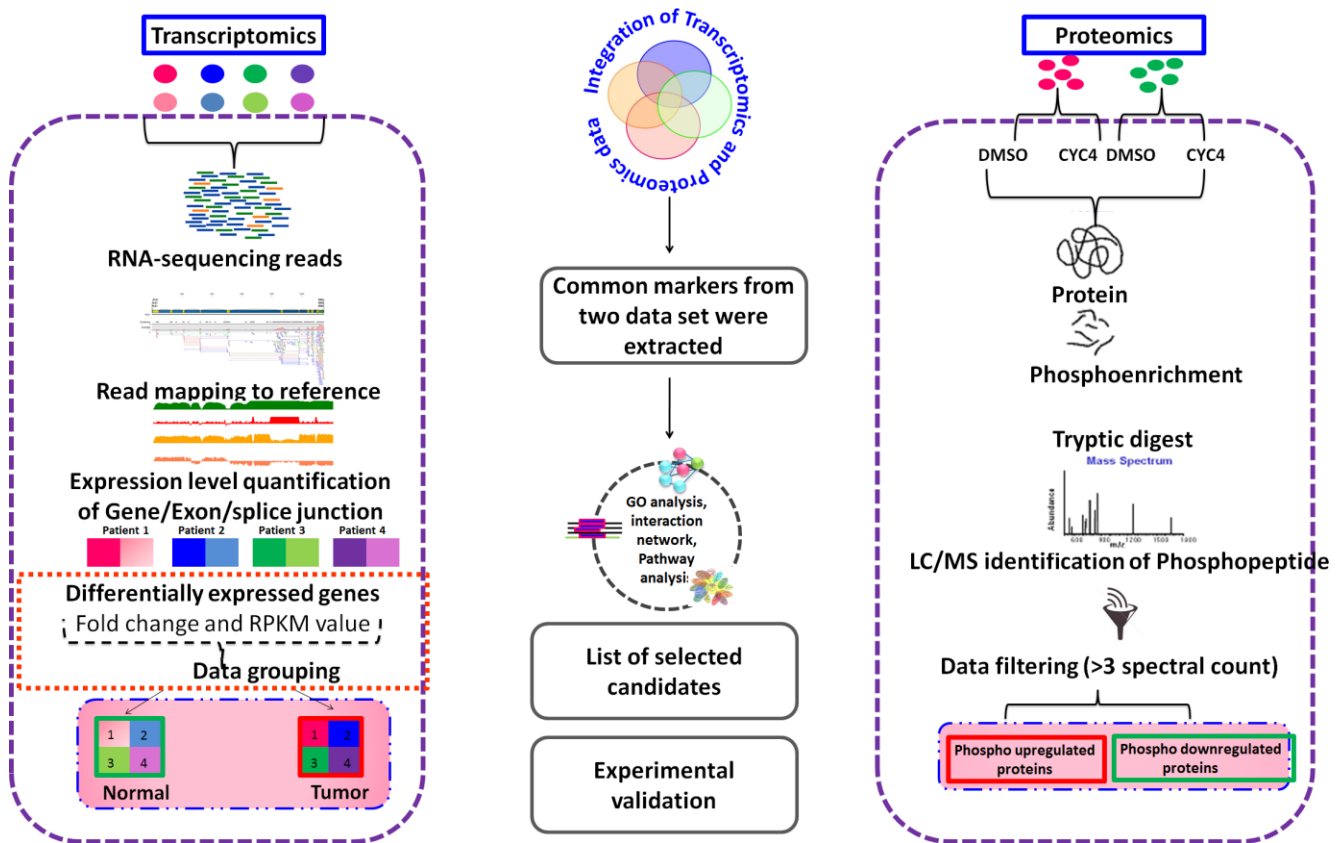 Transcriptomics
RNA-sequencing reads
Read mapping to reference
Expression level quantification
of Gene/Exon/splice junction
Patient 1
Patient 2
Patient 3
Patient 4
Differentially expressed genes
Fold change and RPKM value
Data grouping
1
2
3
4
Normal
1
2
3
4
Tumor
Integration of Transcriptomics and Proteomics data
Common markers from
two data set were
extracted
GO analysis,
interaction
network,
Pathway
analysis
List of selected
candidates
Experimental
validation
Proteomics
DMSO
CYC4
DMSO
CYC4
Protein
Phosphoenrichment
Tryptic digest
Mass Spectrum
Abundance
600 900 1200 1500 1800
m/z
LC/MS identification of Phosphopeptide
Data filtering (>3 spectral count)
Phospho upregulated
proteins
Phospho downregulated
proteins